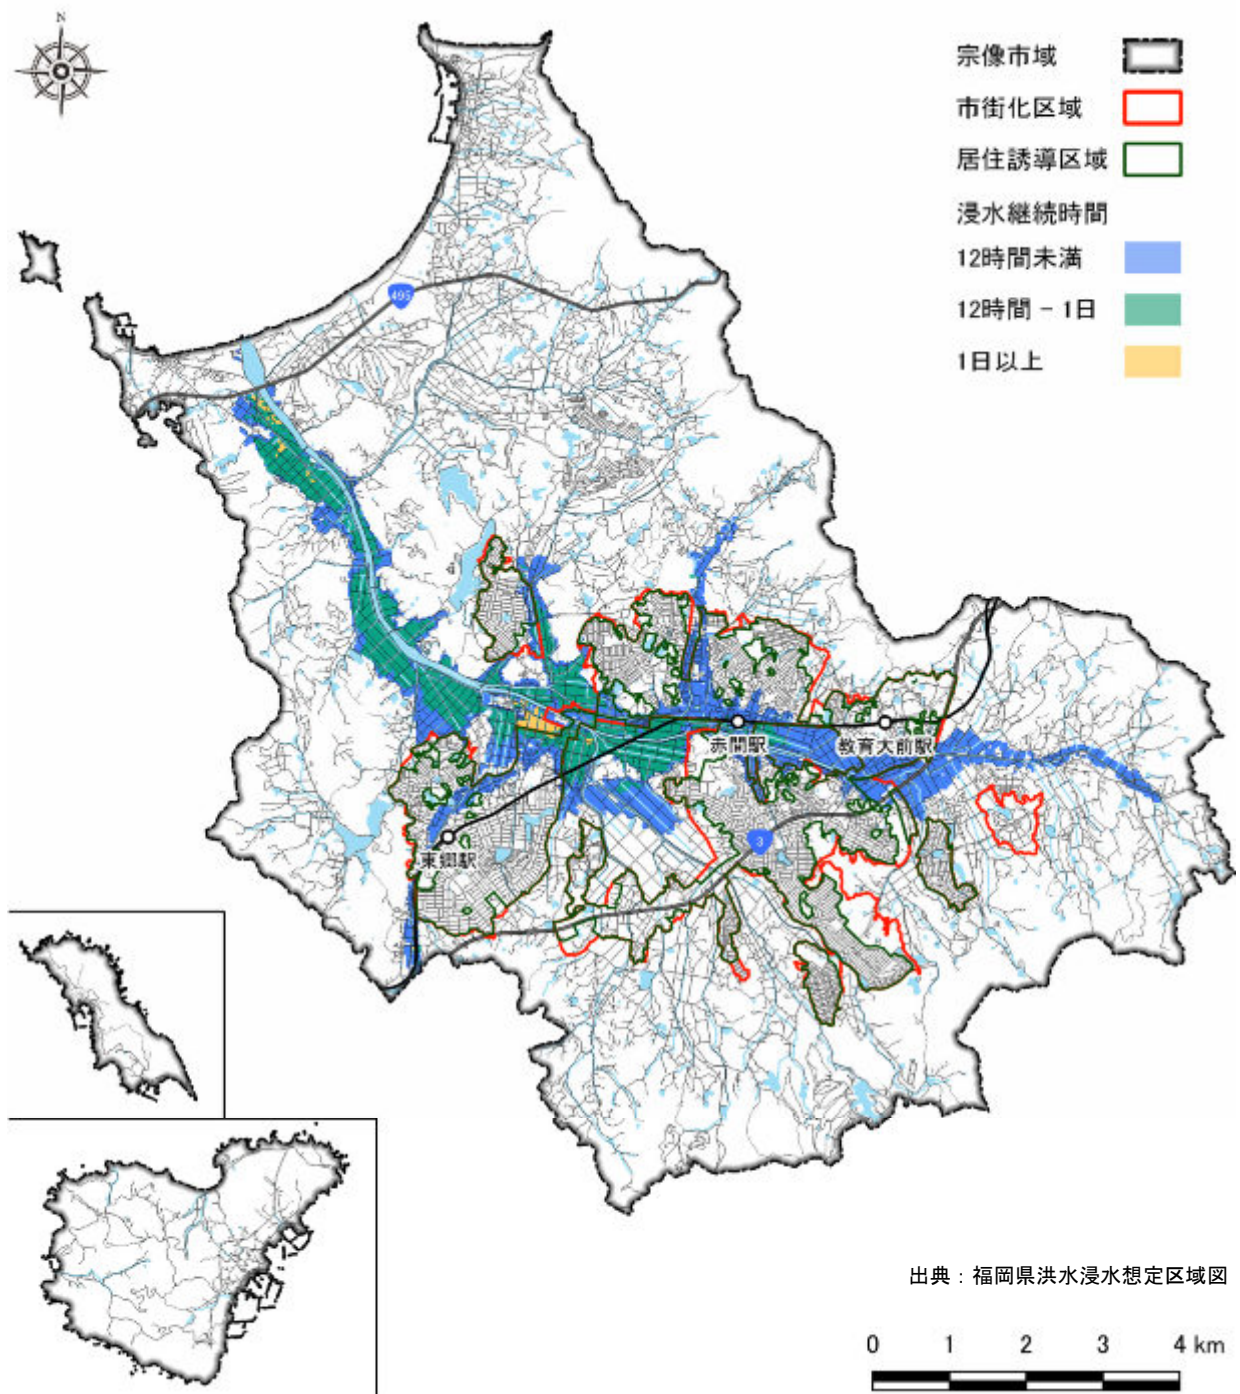 N
宗像市域
市街化区域
居住誘導区域
浸水継続時間
12時間未満
12時間 - 1日
1日以上
495
赤間駅
教育大前駅
東郷駅
3
出典：福岡県洪水浸水想定区域図
0 1 2 3 4 km